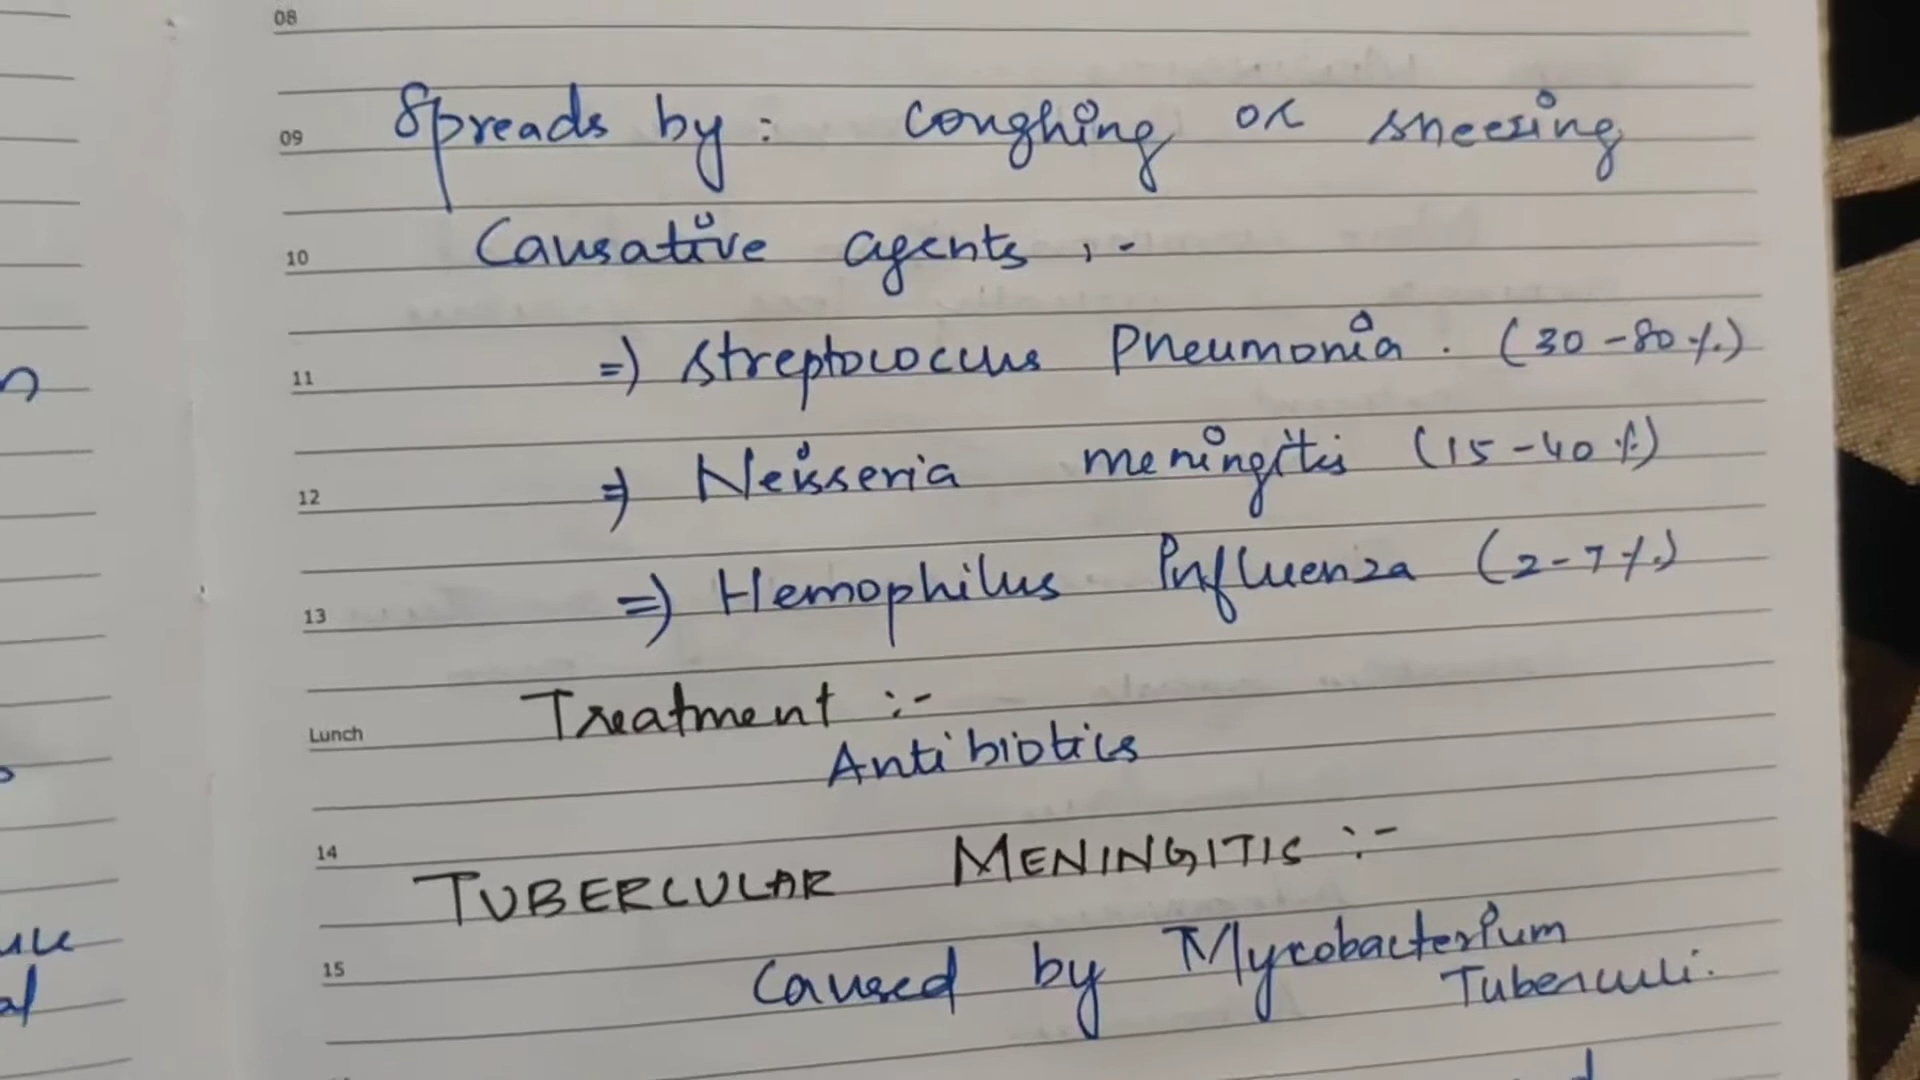 08
09 Spreads by : Coughing or sneezing
10 Causative agents :-
11 => Streptococcus Pneumonia . (30-80%)
12 => Neisseria meningitis (15-40%)
13 => Hemophilus Influenza (2-7%)
Lunch Treatment :-
Antibiotics
14 TUBERCULAR MENINGITIS :-
15 Caused by Mycobacterium
Tuberculi.